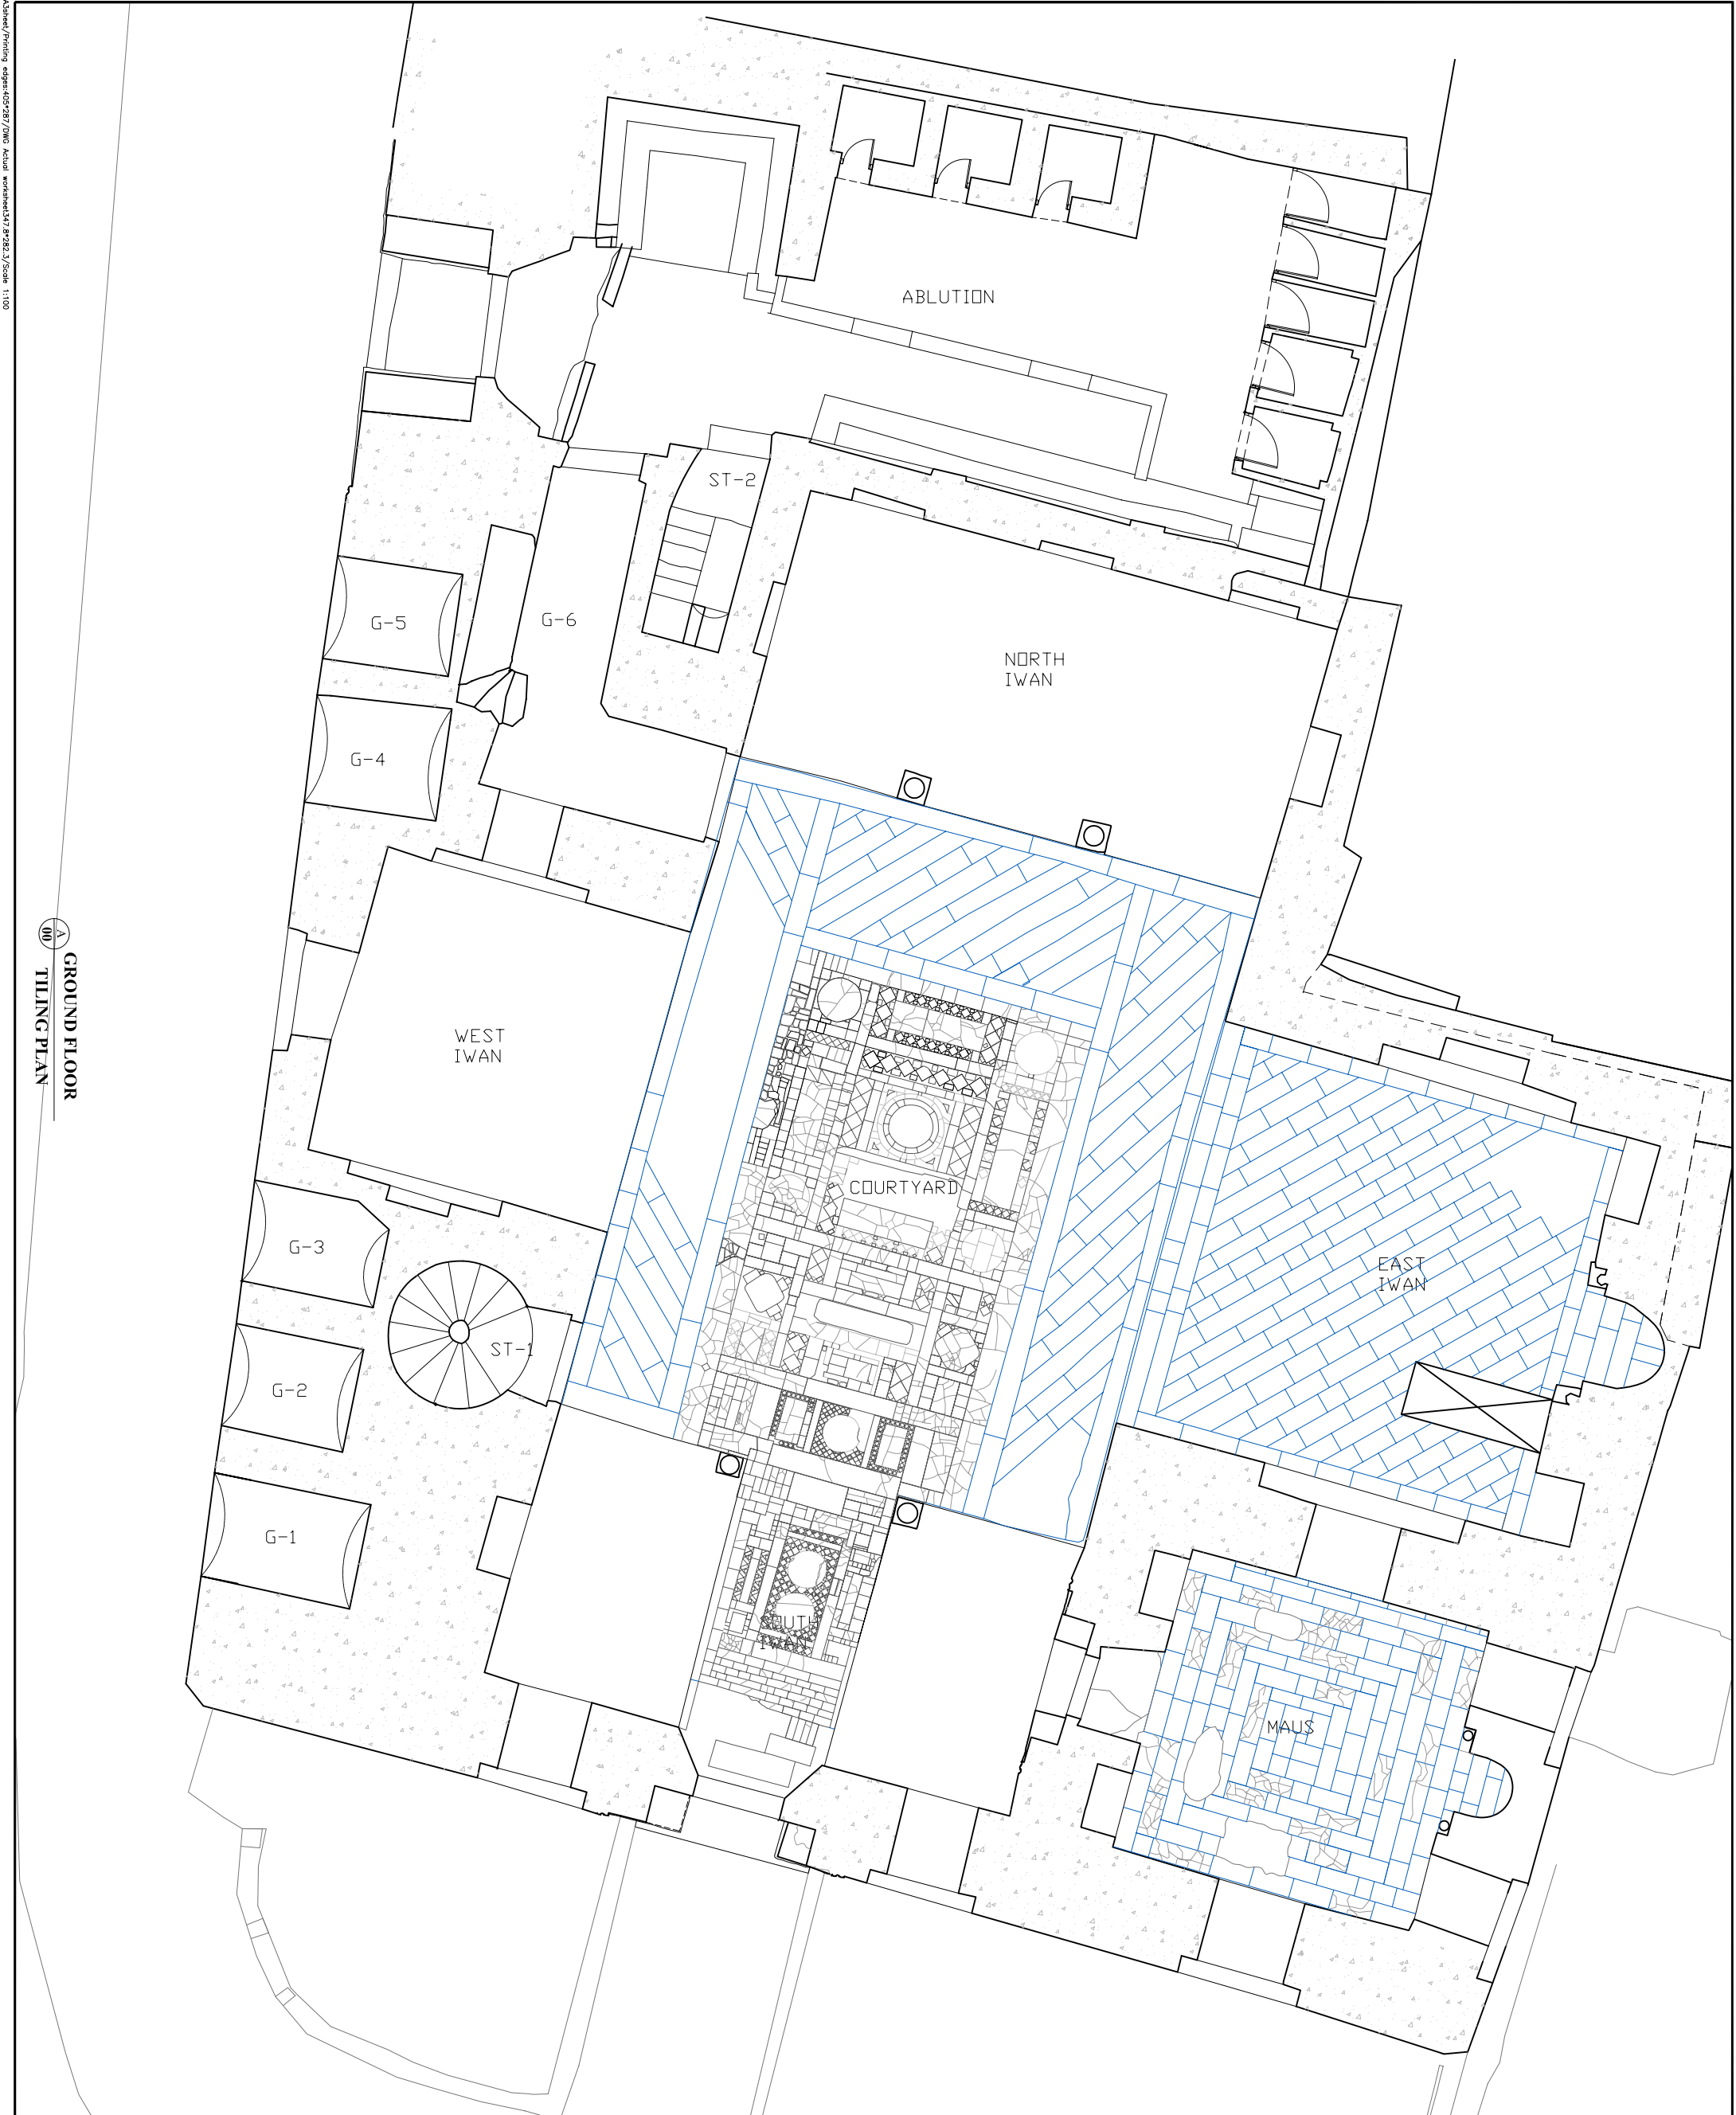 A3sheet/Printing edges:405*287/DWG Actual worksheet347.8*282.3/Scale 1:100
ABLUTION
ST-2
G-5
G-6
NORTH
IWAN
G-4
A
00
GROUND FLOOR
TILING PLAN
WEST
IWAN
COURTYARD
G-3
EAST
IWAN
ST-1
G-2
G-1
SOUTH
IWAN
MAUS